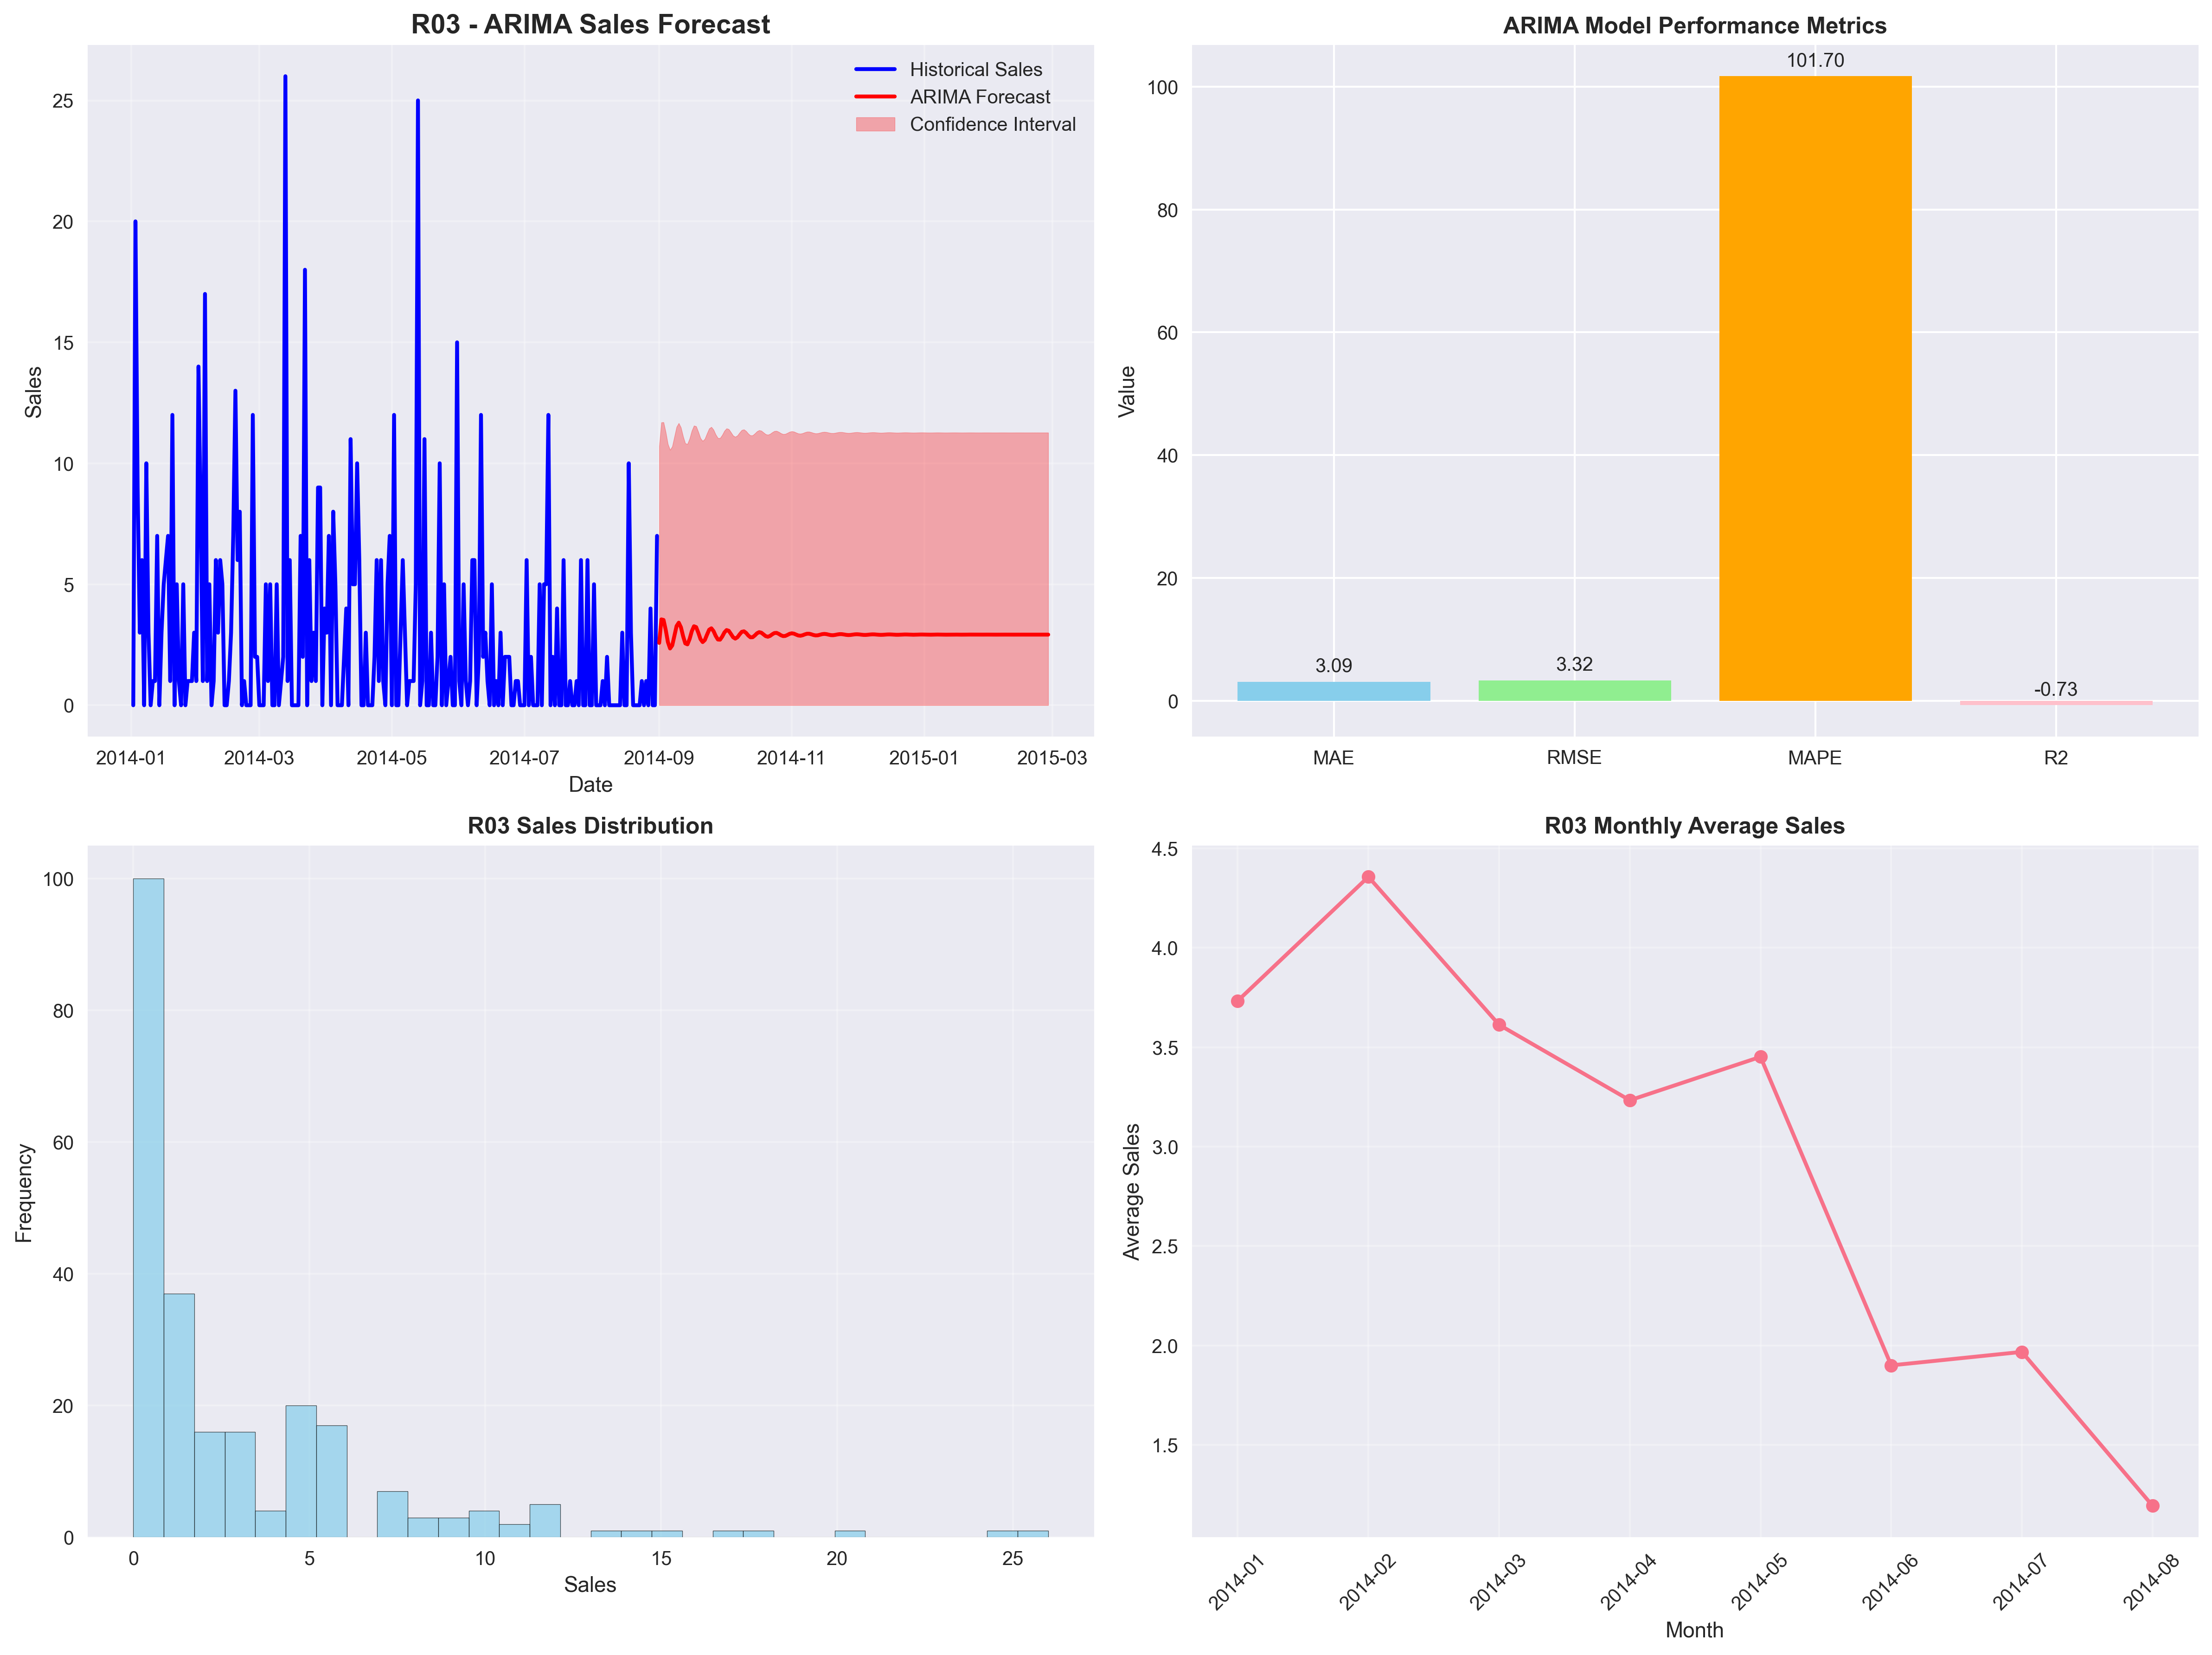 R03 - ARIMA Sales Forecast
Historical Sales
ARIMA Forecast
Confidence Interval
Sales
25
20
15
10
5
0
2014-01
2014-03
2014-05
2014-07
2014-09
2014-11
2015-01
2015-03
Date
ARIMA Model Performance Metrics
Value
100
80
60
40
20
0
3.09
3.32
101.70
-0.73
MAE
RMSE
MAPE
R2
R03 Sales Distribution
Frequency
100
80
60
40
20
0
0
5
10
15
20
25
Sales
R03 Monthly Average Sales
Average Sales
4.5
4.0
3.5
3.0
2.5
2.0
1.5
2014-01
2014-02
2014-03
2014-04
2014-05
2014-06
2014-07
2014-08
Month